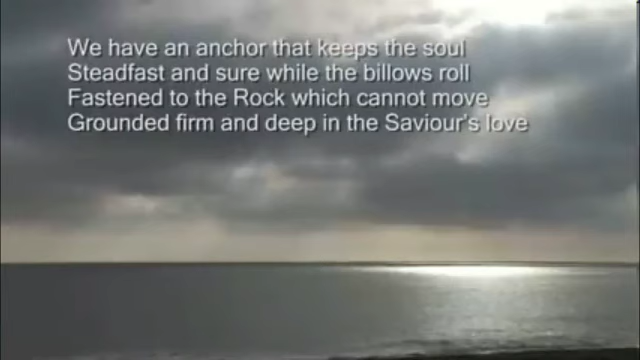 We have an anchor that keeps the soul
Steadfast and sure while the billows roll
Fastened to the Rock which cannot move
Grounded firm and deep in the Saviour's love